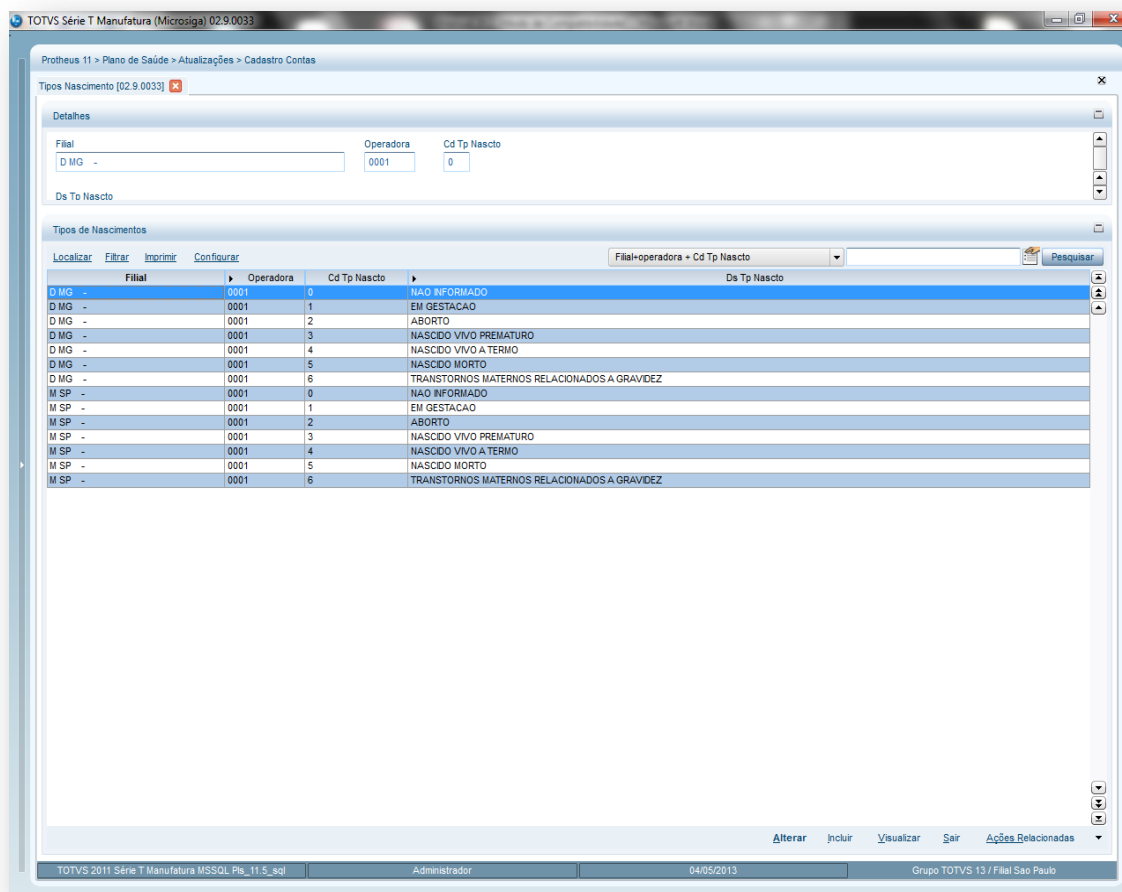 TOTVS Série T Manufatura (Microsiga) 02.9.0033
Protheus 11 > Plano de Saúde > Atualizações > Cadastro Contas
Tipos Nascimento [02.9.0033]
Detalhes
Filial Operadora Cd Tp Nascto
D MG - 0001 0
Ds Tp Nascto
Tipos de Nascimentos
Localizar Filtrar Imprimir Configurar Filial+operadora + Cd Tp Nascto Pesquisar
Filial Operadora Cd Tp Nascto Ds Tp Nascto
D MG - 0001 0 NAO INFORMADO
D MG - 0001 1 EM GESTACAO
D MG - 0001 2 ABORTO
D MG - 0001 3 NASCIDO VIVO PREMATURO
D MG - 0001 4 NASCIDO VIVO A TERMO
D MG - 0001 5 NASCIDO MORTO
D MG - 0001 6 TRANSTORNOS MATERNOS RELACIONADOS A GRAVIDEZ
M SP - 0001 0 NAO INFORMADO
M SP - 0001 1 EM GESTACAO
M SP - 0001 2 ABORTO
M SP - 0001 3 NASCIDO VIVO PREMATURO
M SP - 0001 4 NASCIDO VIVO A TERMO
M SP - 0001 5 NASCIDO MORTO
M SP - 0001 6 TRANSTORNOS MATERNOS RELACIONADOS A GRAVIDEZ
Alterar Incluir Visualizar Sair Ações Relacionadas
TOTVS 2011 Série T Manufatura MSSQL Pls_11.5_sql Administrador 04/05/2013 Grupo TOTVS 13 / Filial Sao Paulo